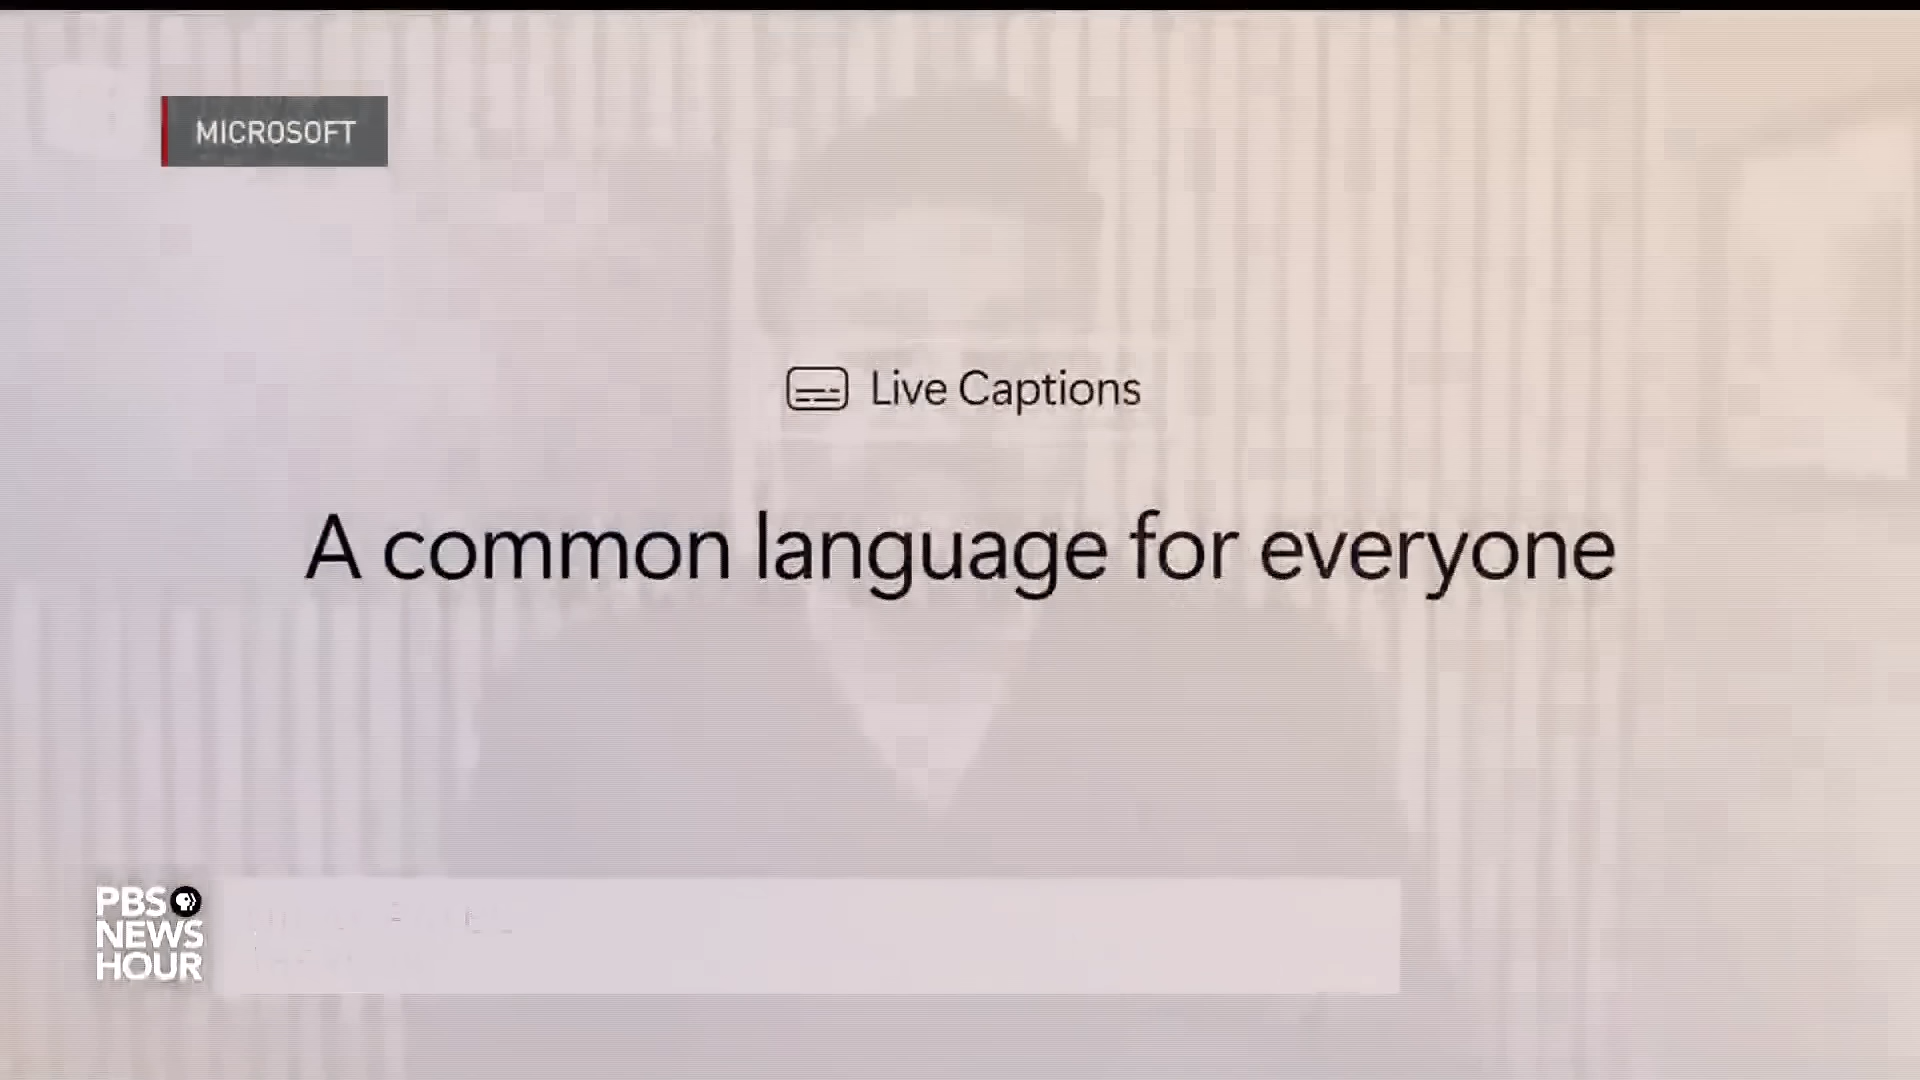 MICROSOFT
Live Captions
A common language for everyone
PBS
NEWS
HOUR